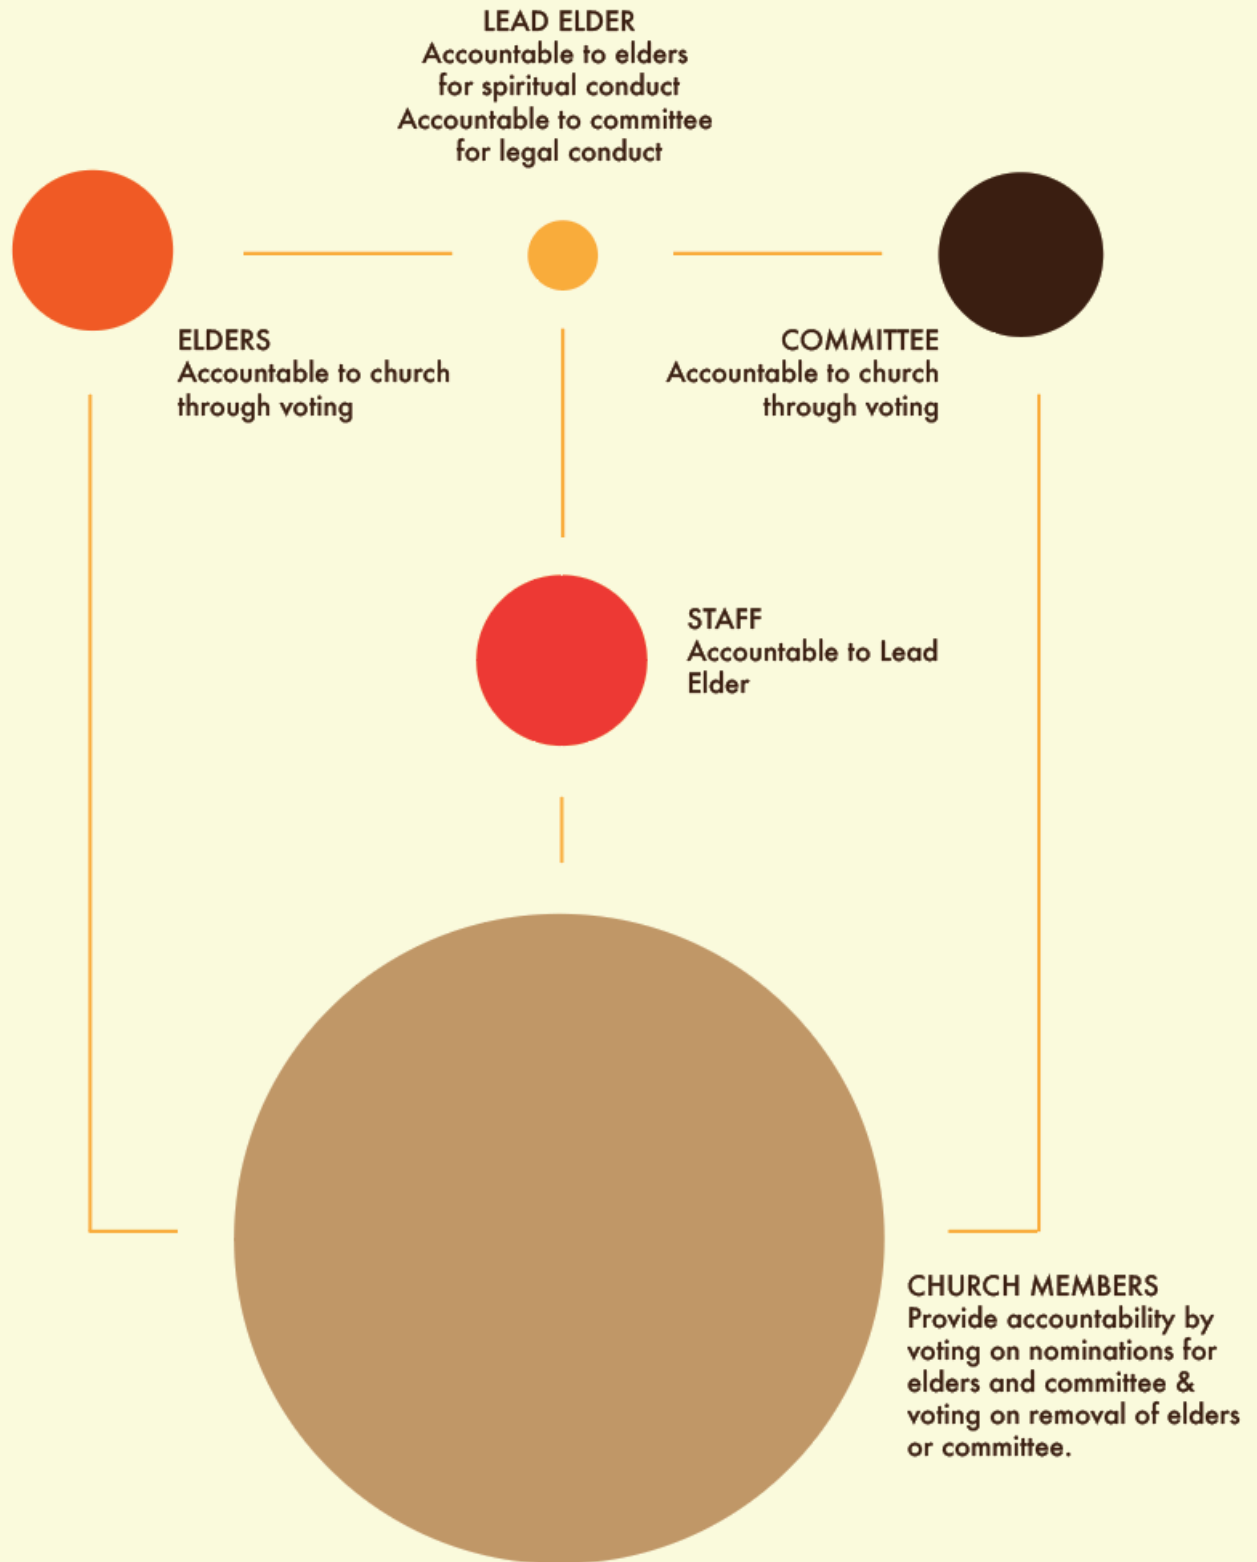 LEAD ELDER
Accountable to elders
for spiritual conduct
Accountable to committee
for legal conduct
ELDERS
Accountable to church
through voting
COMMITTEE
Accountable to church
through voting
STAFF
Accountable to Lead
Elder
CHURCH MEMBERS
Provide accountability by
voting on nominations for
elders and committee &
voting on removal of elders
or committee.